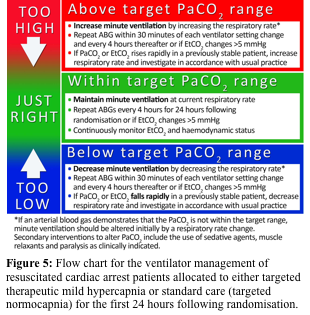 TOO
HIGH
Above target PaCO2 range
• Increase minute ventilation by increasing the respiratory rate*
• Repeat ABG within 30 minutes of each ventilator setting change
and every 4 hours thereafter or if EtCO2 changes >5 mmHg
• If PaCO2 or EtCO2 rises rapidly in a previously stable patient, increase
respiratory rate and investigate in accordance with usual practice
JUST
RIGHT
Within target PaCO2 range
• Maintain minute ventilation at current respiratory rate
• Repeat ABGs every 4 hours for 24 hours following
randomisation or if EtCO2 changes >5 mmHg
• Continuously monitor EtCO2 and haemodynamic status
TOO
LOW
Below target PaCO2 range
• Decrease minute ventilation by decreasing the respiratory rate*
• Repeat ABG within 30 minutes of each ventilator setting change
and every 4 hours thereafter or if EtCO2 changes >5 mmHg
• If PaCO2 or EtCO2 falls rapidly in a previously stable patient, decrease
respiratory rate and investigate in accordance with usual practice
*If an arterial blood gas demonstrates that the PaCO2 is not within the target range,
minute ventilation should be altered initially by a respiratory rate change.
Secondary interventions to alter PaCO2 include the use of sedative agents, muscle
relaxants and paralysis as clinically indicated.
Figure 5: Flow chart for the ventilator management of
resuscitated cardiac arrest patients allocated to either targeted
therapeutic mild hypercapnia or standard care (targeted
normocapnia) for the first 24 hours following randomisation.